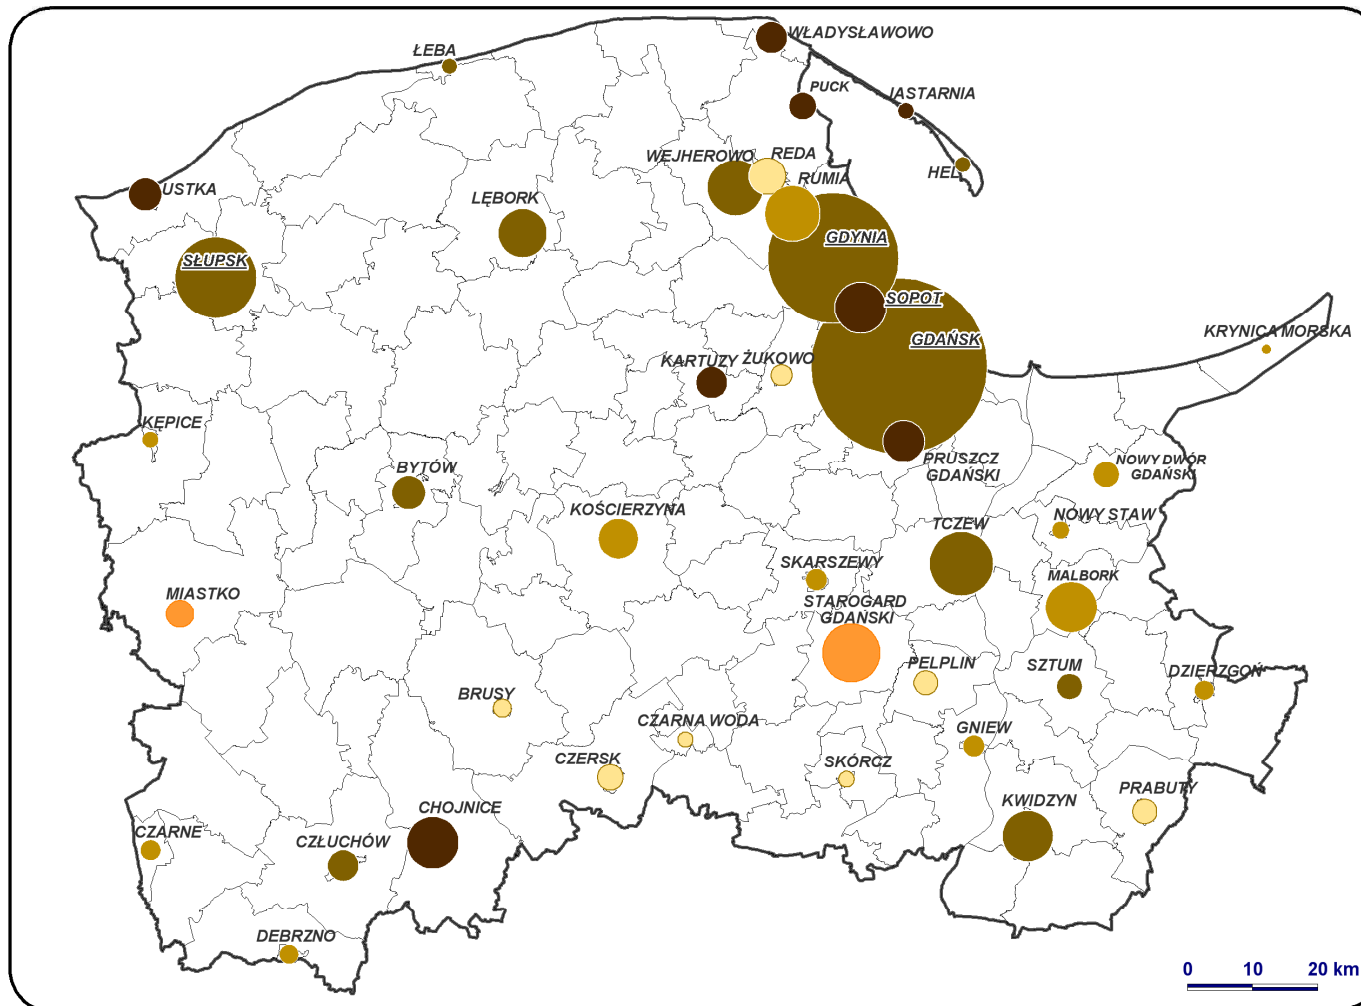 WŁADYSŁAWOWO
ŁEBA
PUCK
JASTARNIA
WEJHEROWO
REDA
HEL
RUMIA
USTKA
LĘBORK
GDYNIA
SŁUPSK
SOPOT
GDAŃSK
KRYNICA MORSKA
KARTUZY
ŻUKOWO
KĘPICE
BYTÓW
PRUSZCZ
GDAŃSKI
NOWY DWÓR
GDAŃSKI
KOŚCIERZYNA
NOWY STAW
TCZEW
SKARSZEWY
MALBORK
MIASTKO
STAROGARD
GDAŃSKI
PELPLIN
SZTUM
DZIERZGOŃ
BRUSY
CZARNA WODA
GNIEW
CZERSK
SKÓRCZ
PRABUTY
KWIDZYN
CHOJNICE
CZARNE
CZŁUCHÓW
DEBRZNO
0 10 20 km